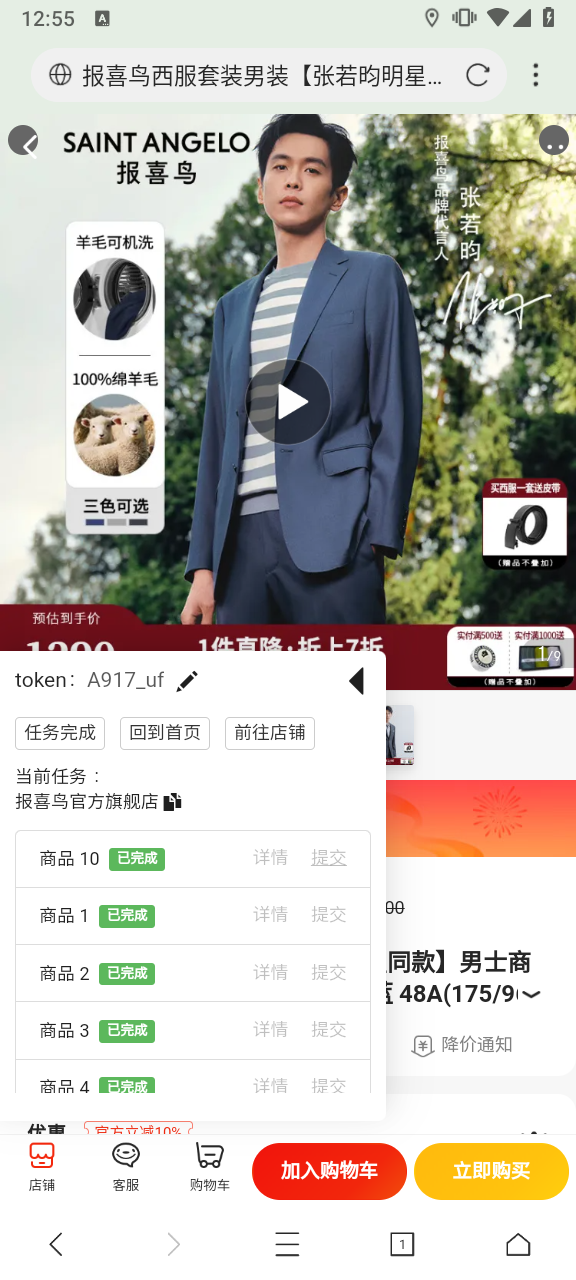 12:55
A
报喜鸟西服套装男装【张若昀明星...
SAINT ANGELO
报喜鸟
报喜鸟品牌代言人
张若昀
羊毛可机洗
100%绵羊毛
三色可选
买西服一套送皮带
(赠品不叠加)
预估到手价
1件直降·折上7折
实付满500送
实付满1000送
(赠品不叠加)
1/9
token： A917_uf
任务完成
回到首页
前往店铺
当前任务：
报喜鸟官方旗舰店
商品 10 已完成 详情 提交
商品 1 已完成 详情 提交
商品 2 已完成 详情 提交
商品 3 已完成 详情 提交
商品 4 已完成 详情 提交
00
同款】男士商
蓝 48A(175/9
降价通知
优惠
官方立减10%
店铺
客服
购物车
加入购物车
立即购买
1